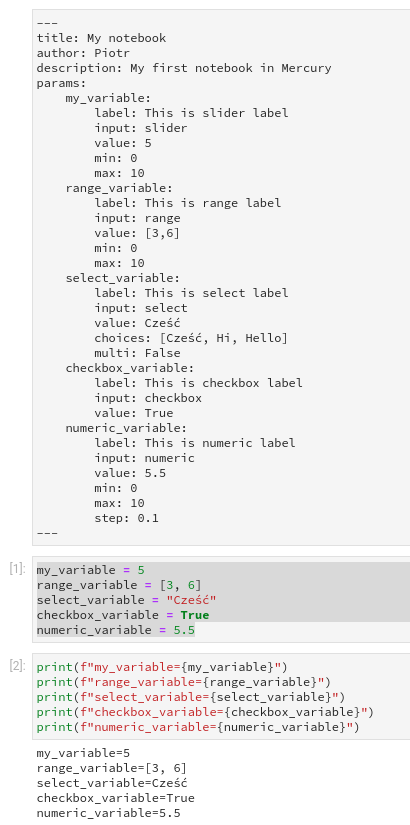 ---
title: My notebook
author: Piotr
description: My first notebook in Mercury
params:
    my_variable:
        label: This is slider label
        input: slider
        value: 5
        min: 0
        max: 10
    range_variable:
        label: This is range label
        input: range
        value: [3,6]
        min: 0
        max: 10
    select_variable:
        label: This is select label
        input: select
        value: Cześć
        choices: [Cześć, Hi, Hello]
        multi: False
    checkbox_variable:
        label: This is checkbox label
        input: checkbox
        value: True
    numeric_variable:
        label: This is numeric label
        input: numeric
        value: 5.5
        min: 0
        max: 10
        step: 0.1
---
[1]: my_variable = 5
range_variable = [3, 6]
select_variable = "Cześć"
checkbox_variable = True
numeric_variable = 5.5
[2]: print(f"my_variable={my_variable}")
print(f"range_variable={range_variable}")
print(f"select_variable={select_variable}")
print(f"checkbox_variable={checkbox_variable}")
print(f"numeric_variable={numeric_variable}")
my_variable=5
range_variable=[3, 6]
select_variable=Cześć
checkbox_variable=True
numeric_variable=5.5